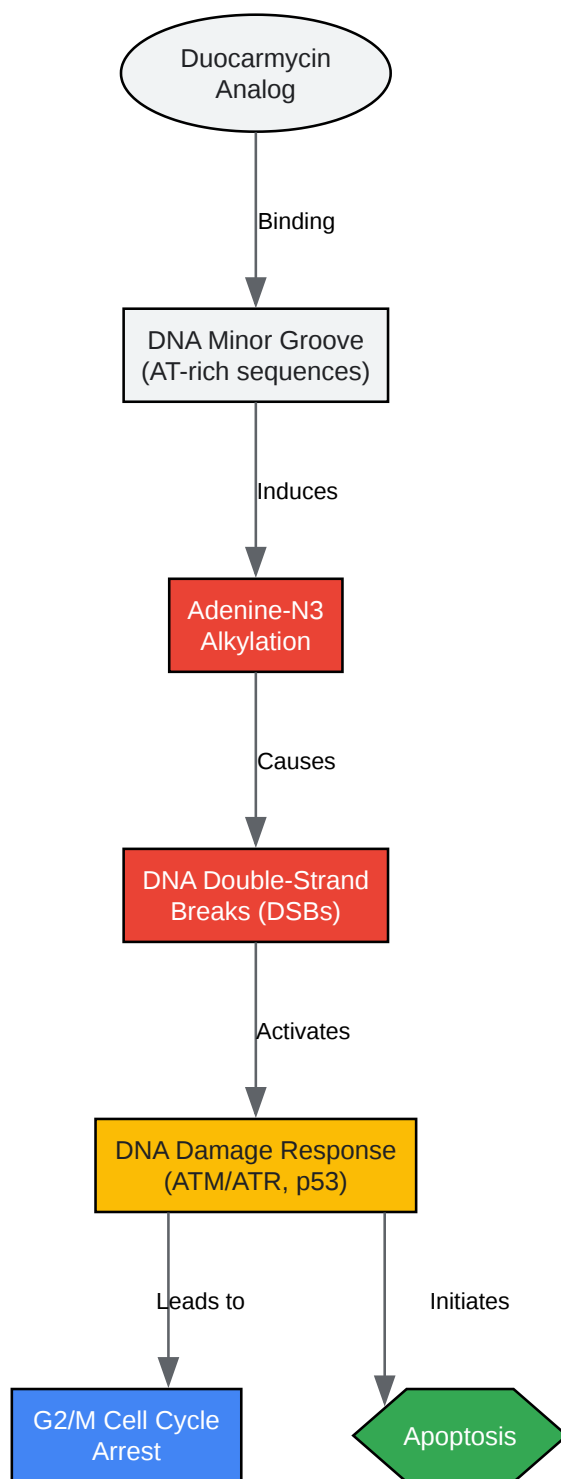 Duocarmycin
Analog
Binding
DNA Minor Groove
(AT-rich sequences)
Induces
Adenine-N3
Alkylation
Causes
DNA Double-Strand
Breaks (DSBs)
Activates
DNA Damage Response
(ATM/ATR, p53)
Leads to
Initiates
G2/M Cell Cycle
Arrest
Apoptosis